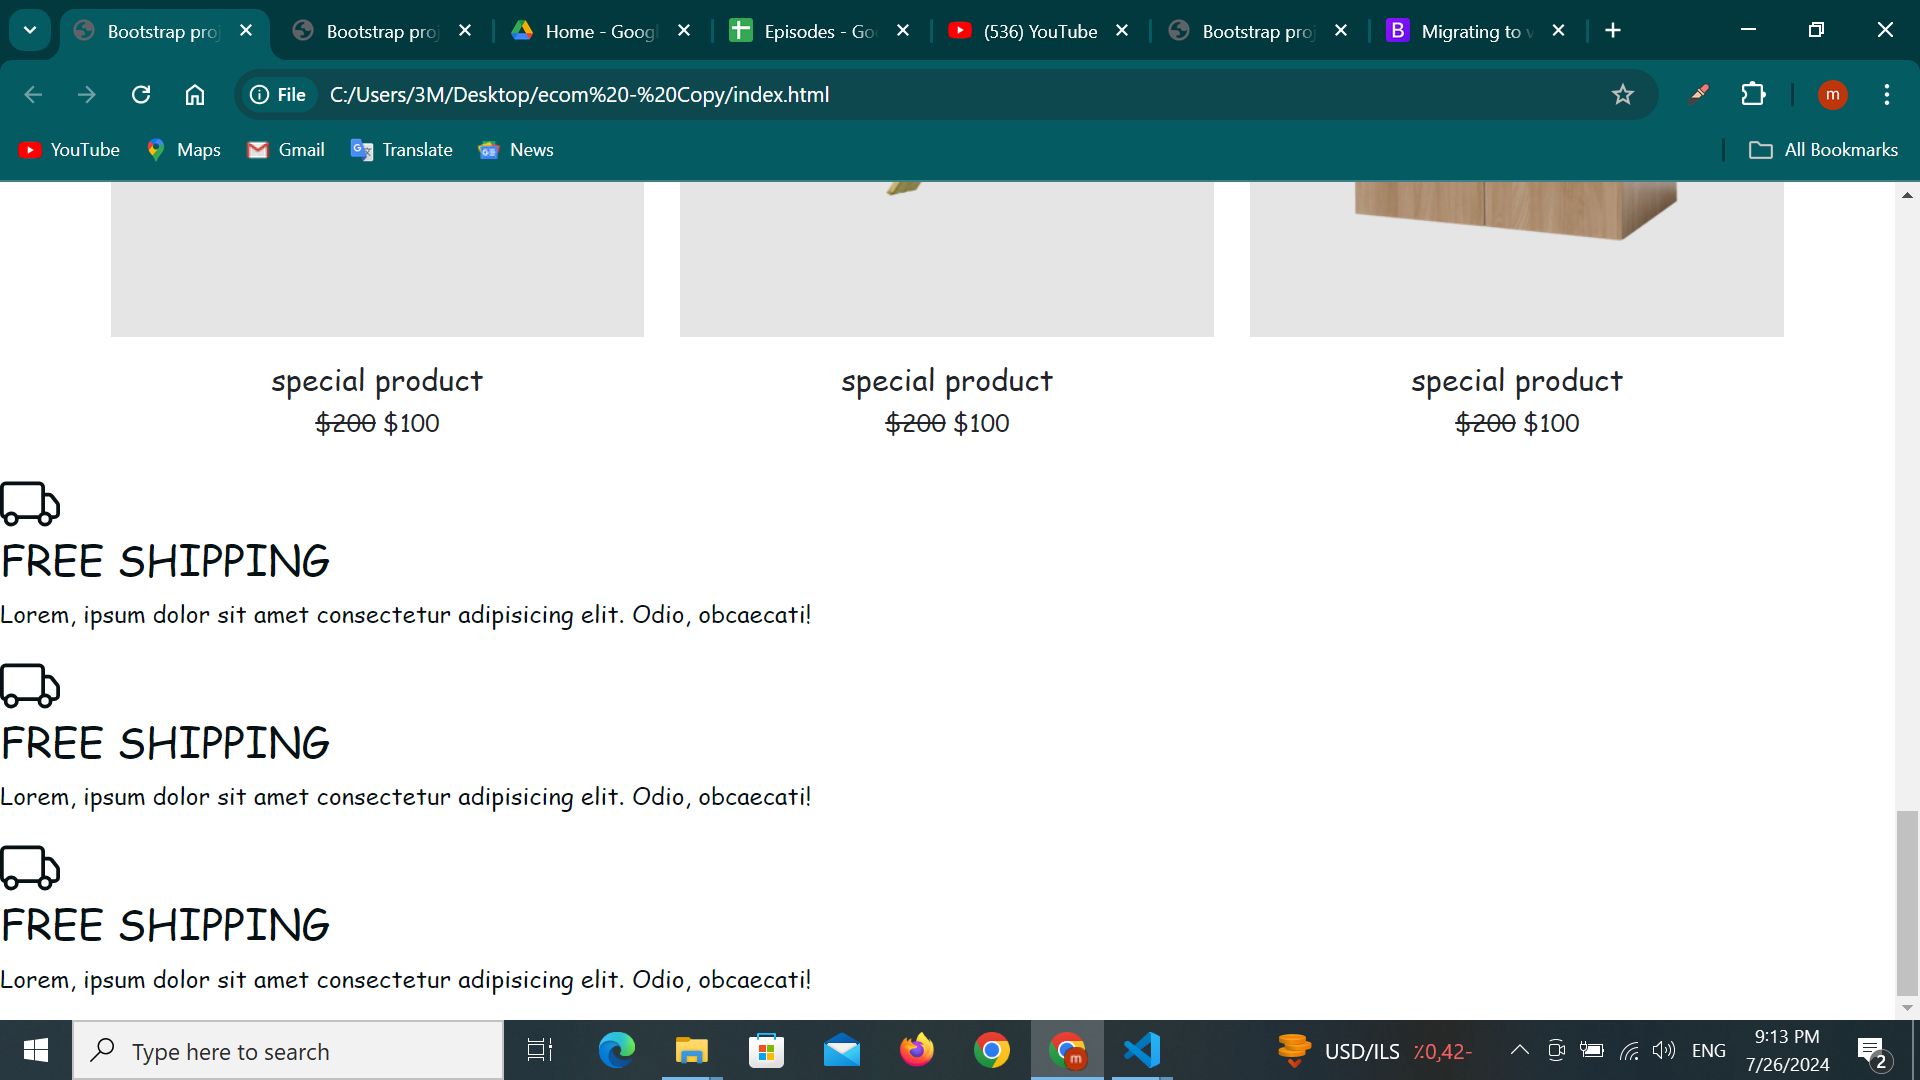 Bootstrap proj
Bootstrap proj
Home - Googl
Episodes - Goo
(536) YouTube
Bootstrap proj
B
Migrating to v
File
C:/Users/3M/Desktop/ecom%20-%20Copy/index.html
m
YouTube
Maps
Gmail
Translate
News
All Bookmarks
special product
special product
special product
$200 $100
$200 $100
$200 $100
FREE SHIPPING
Lorem, ipsum dolor sit amet consectetur adipisicing elit. Odio, obcaecati!
FREE SHIPPING
Lorem, ipsum dolor sit amet consectetur adipisicing elit. Odio, obcaecati!
FREE SHIPPING
Lorem, ipsum dolor sit amet consectetur adipisicing elit. Odio, obcaecati!
Type here to search
m
USD/ILS
٪0,42-
ENG
9:13 PM
7/26/2024
2